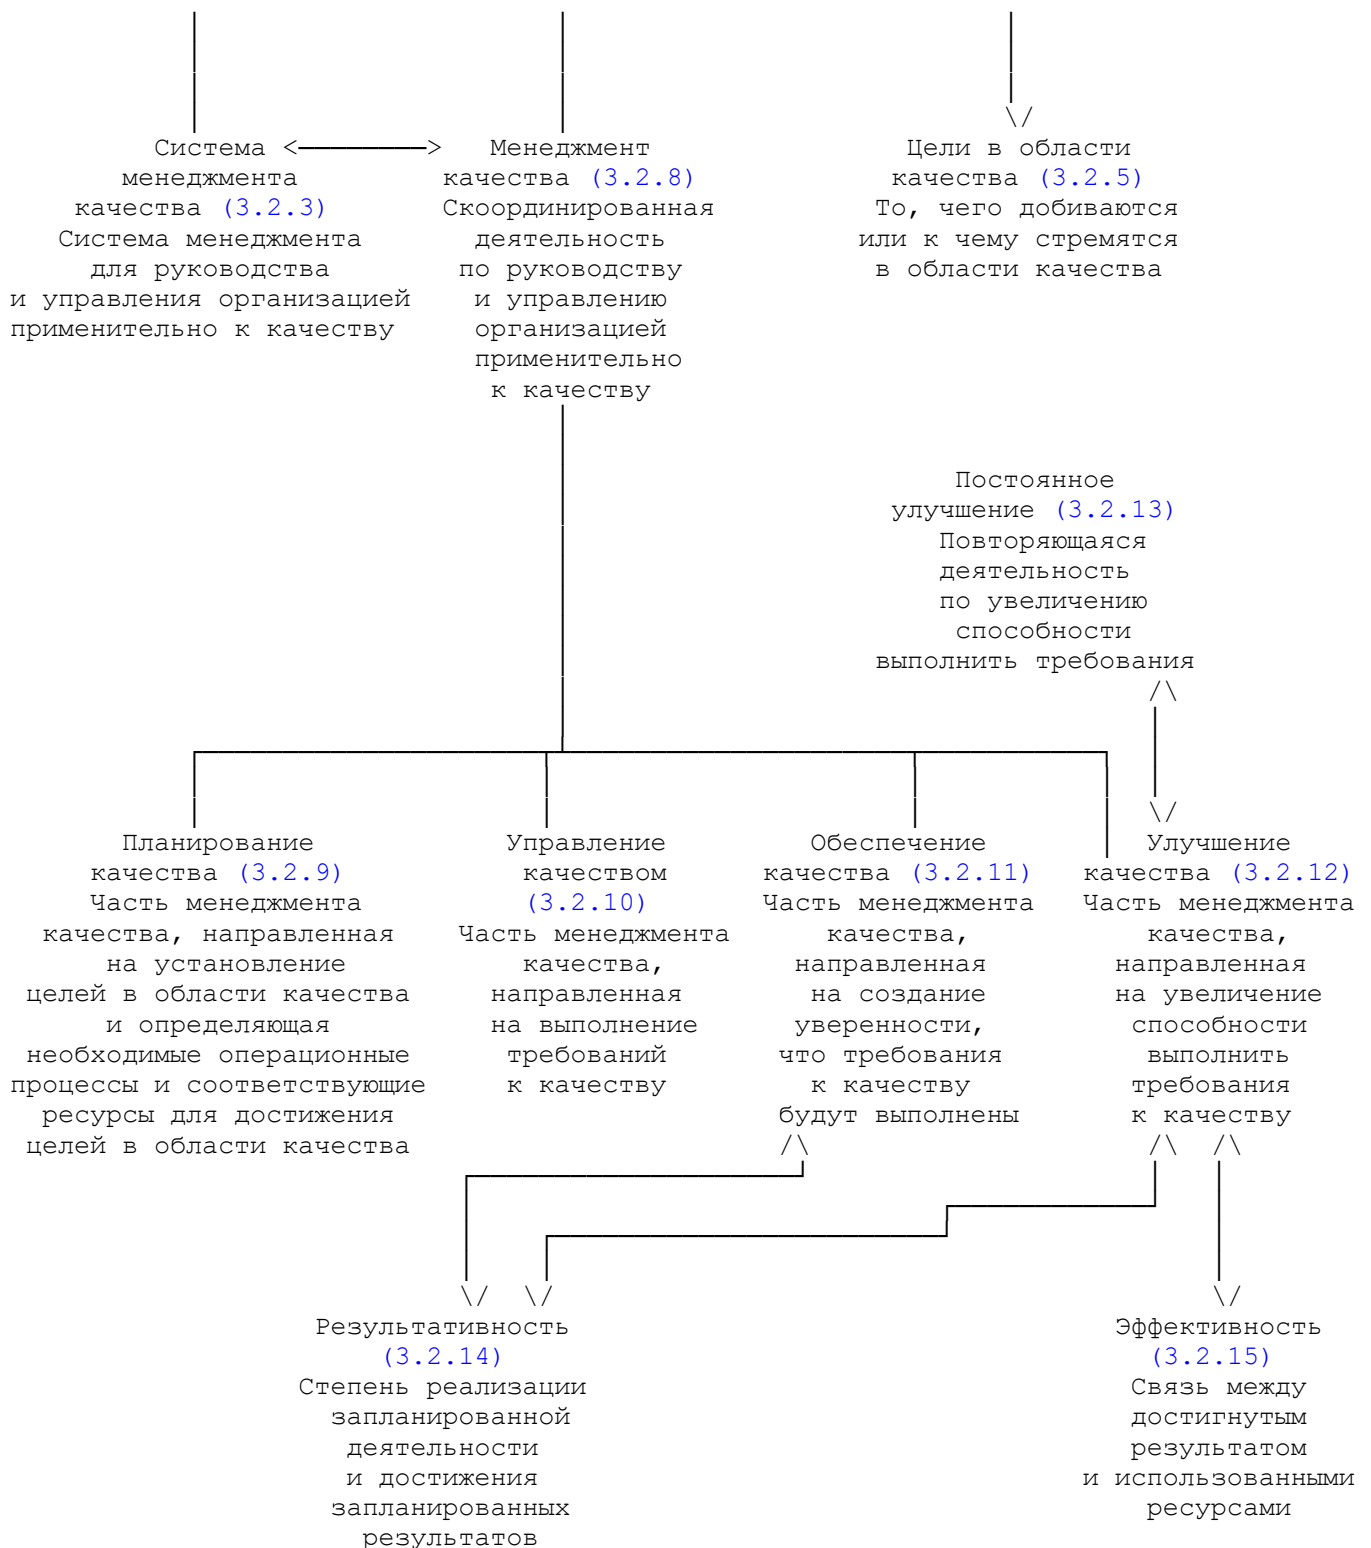 Система <————————> Менеджмент
менеджмента
качества (3.2.3)
Система менеджмента
для руководства
и управления организацией
применительно к качеству
качества (3.2.8)
Скоординированная
деятельность
по руководству
и управлению
организацией
применительно
к качеству
Цели в области
качества (3.2.5)
То, чего добиваются
или к чему стремятся
в области качества
Постоянное
улучшение (3.2.13)
Повторяющаяся
деятельность
по увеличению
способности
выполнить требования
Планирование
качества (3.2.9)
Часть менеджмента
качества, направленная
на установление
целей в области качества
и определяющая
необходимые операционные
процессы и соответствующие
ресурсы для достижения
целей в области качества
Управление
качеством
(3.2.10)
Часть менеджмента
качества,
направленная
на выполнение
требований
к качеству
Обеспечение
качества (3.2.11)
Часть менеджмента
качества,
направленная
на создание
уверенности,
что требования
к качеству
будут выполнены
Улучшение
качества (3.2.12)
Часть менеджмента
качества,
направленная
на увеличение
способности
выполнить
требования
к качеству
Результативность
(3.2.14)
Степень реализации
запланированной
деятельности
и достижения
запланированных
результатов
Эффективность
(3.2.15)
Связь между
достигнутым
результатом
и использованными
ресурсами